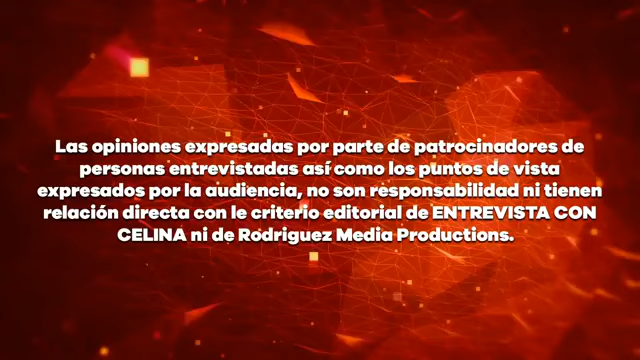 Las opiniones expresadas por parte de patrocinadores de
personas entrevistadas así como los puntos de vista
expresados por la audiencia, no son responsabilidad ni tienen
relación directa con le criterio editorial de ENTREVISTA CON
CELINA ni de Rodriguez Media Productions.